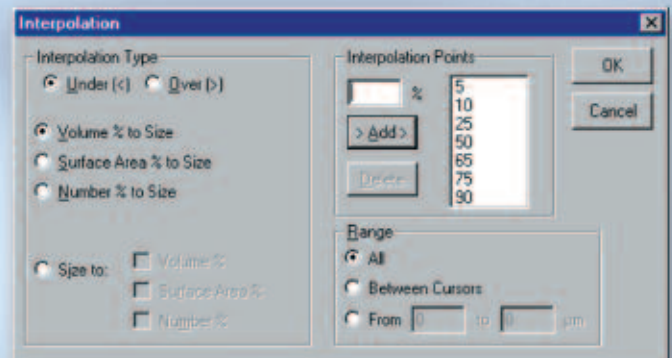 Interpolation
Interpolation Type
Under (<) Over (>)
Volume % to Size
Surface Area % to Size
Number % to Size
Size to:
Volume %
Surface Area %
Number %
Interpolation Points
%
> Add >
Delete
5
10
25
50
65
75
90
Range
All
Between Cursors
From 0 to 0 µm
OK
Cancel